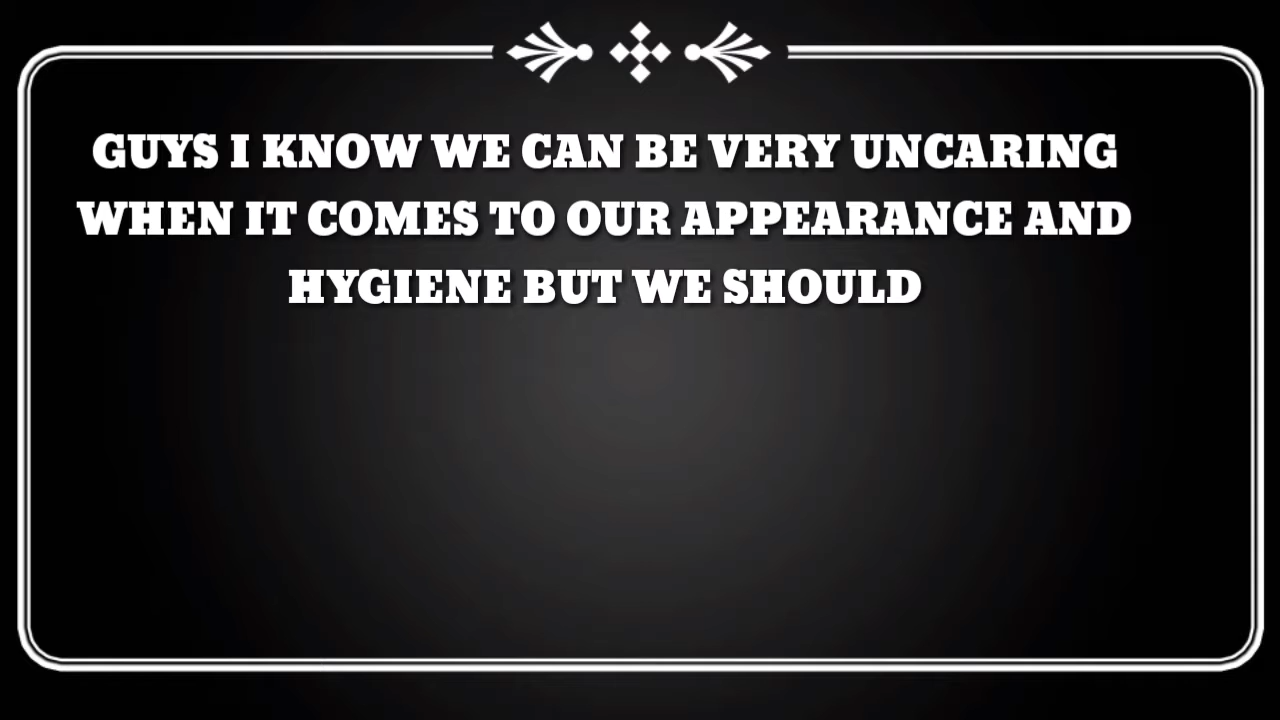 GUYS I KNOW WE CAN BE VERY UNCARING
WHEN IT COMES TO OUR APPEARANCE AND
HYGIENE BUT WE SHOULD